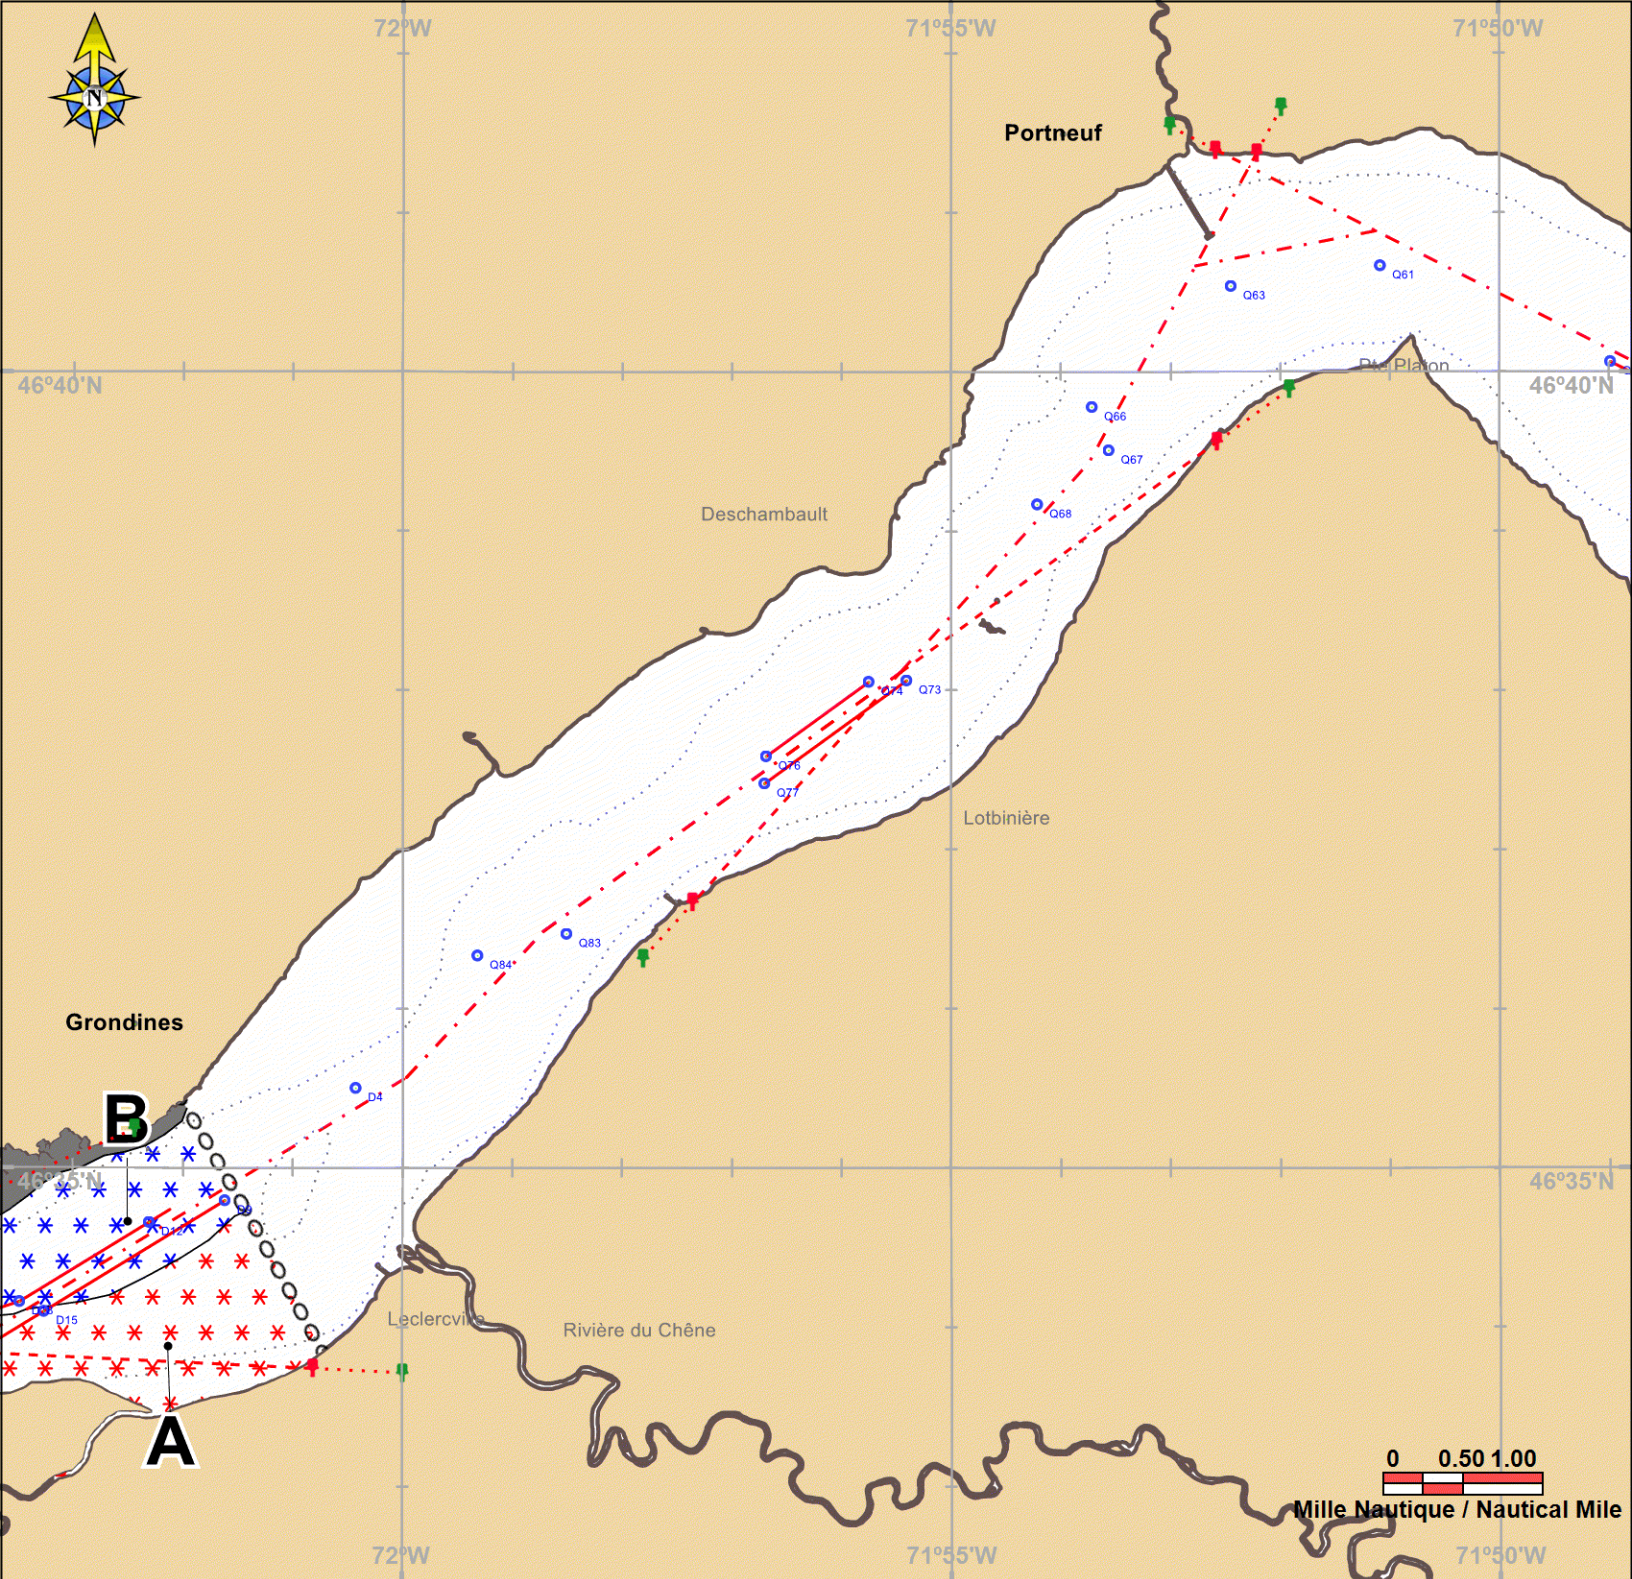 72°W 71°55'W 71°50'W
N
Portneuf
Q61
Q63
Pte Platon
46°40'N 46°40'N
Q66
Q67
Deschambault
Q68
Q74 Q73
Q76
Q77
Lotbinière
Q83
Q84
Grondines
D4
B
46°35'N 46°35'N
D9
D12
D15
Leclercville
Rivière du Chêne
A
0 0.50 1.00
Mille Nautique / Nautical Mile
72°W 71°55'W 71°50'W